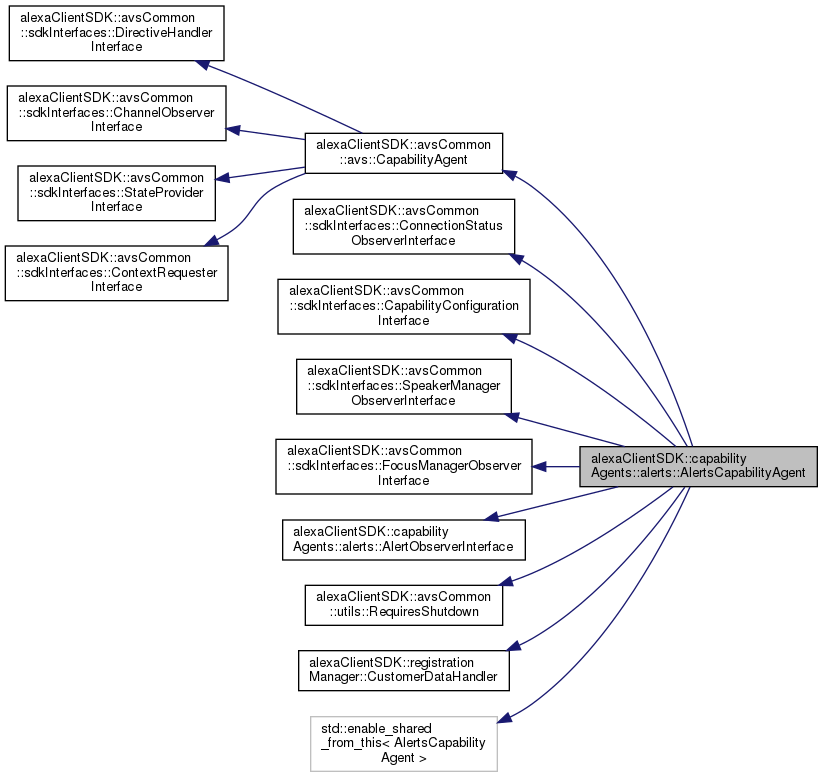 alexaClientSDK::avsCommon
::sdkInterfaces::DirectiveHandler
Interface
alexaClientSDK::avsCommon
::sdkInterfaces::ChannelObserver
Interface
alexaClientSDK::avsCommon
::sdkInterfaces::StateProvider
Interface
alexaClientSDK::avsCommon
::sdkInterfaces::ContextRequester
Interface
alexaClientSDK::avsCommon
::avs::CapabilityAgent
alexaClientSDK::avsCommon
::sdkInterfaces::ConnectionStatus
ObserverInterface
alexaClientSDK::avsCommon
::sdkInterfaces::CapabilityConfiguration
Interface
alexaClientSDK::avsCommon
::sdkInterfaces::SpeakerManager
ObserverInterface
alexaClientSDK::avsCommon
::sdkInterfaces::FocusManagerObserver
Interface
alexaClientSDK::capability
Agents::alerts::AlertObserverInterface
alexaClientSDK::avsCommon
::utils::RequiresShutdown
alexaClientSDK::registration
Manager::CustomerDataHandler
std::enable_shared
_from_this< AlertsCapability
Agent >
alexaClientSDK::capability
Agents::alerts::AlertsCapabilityAgent